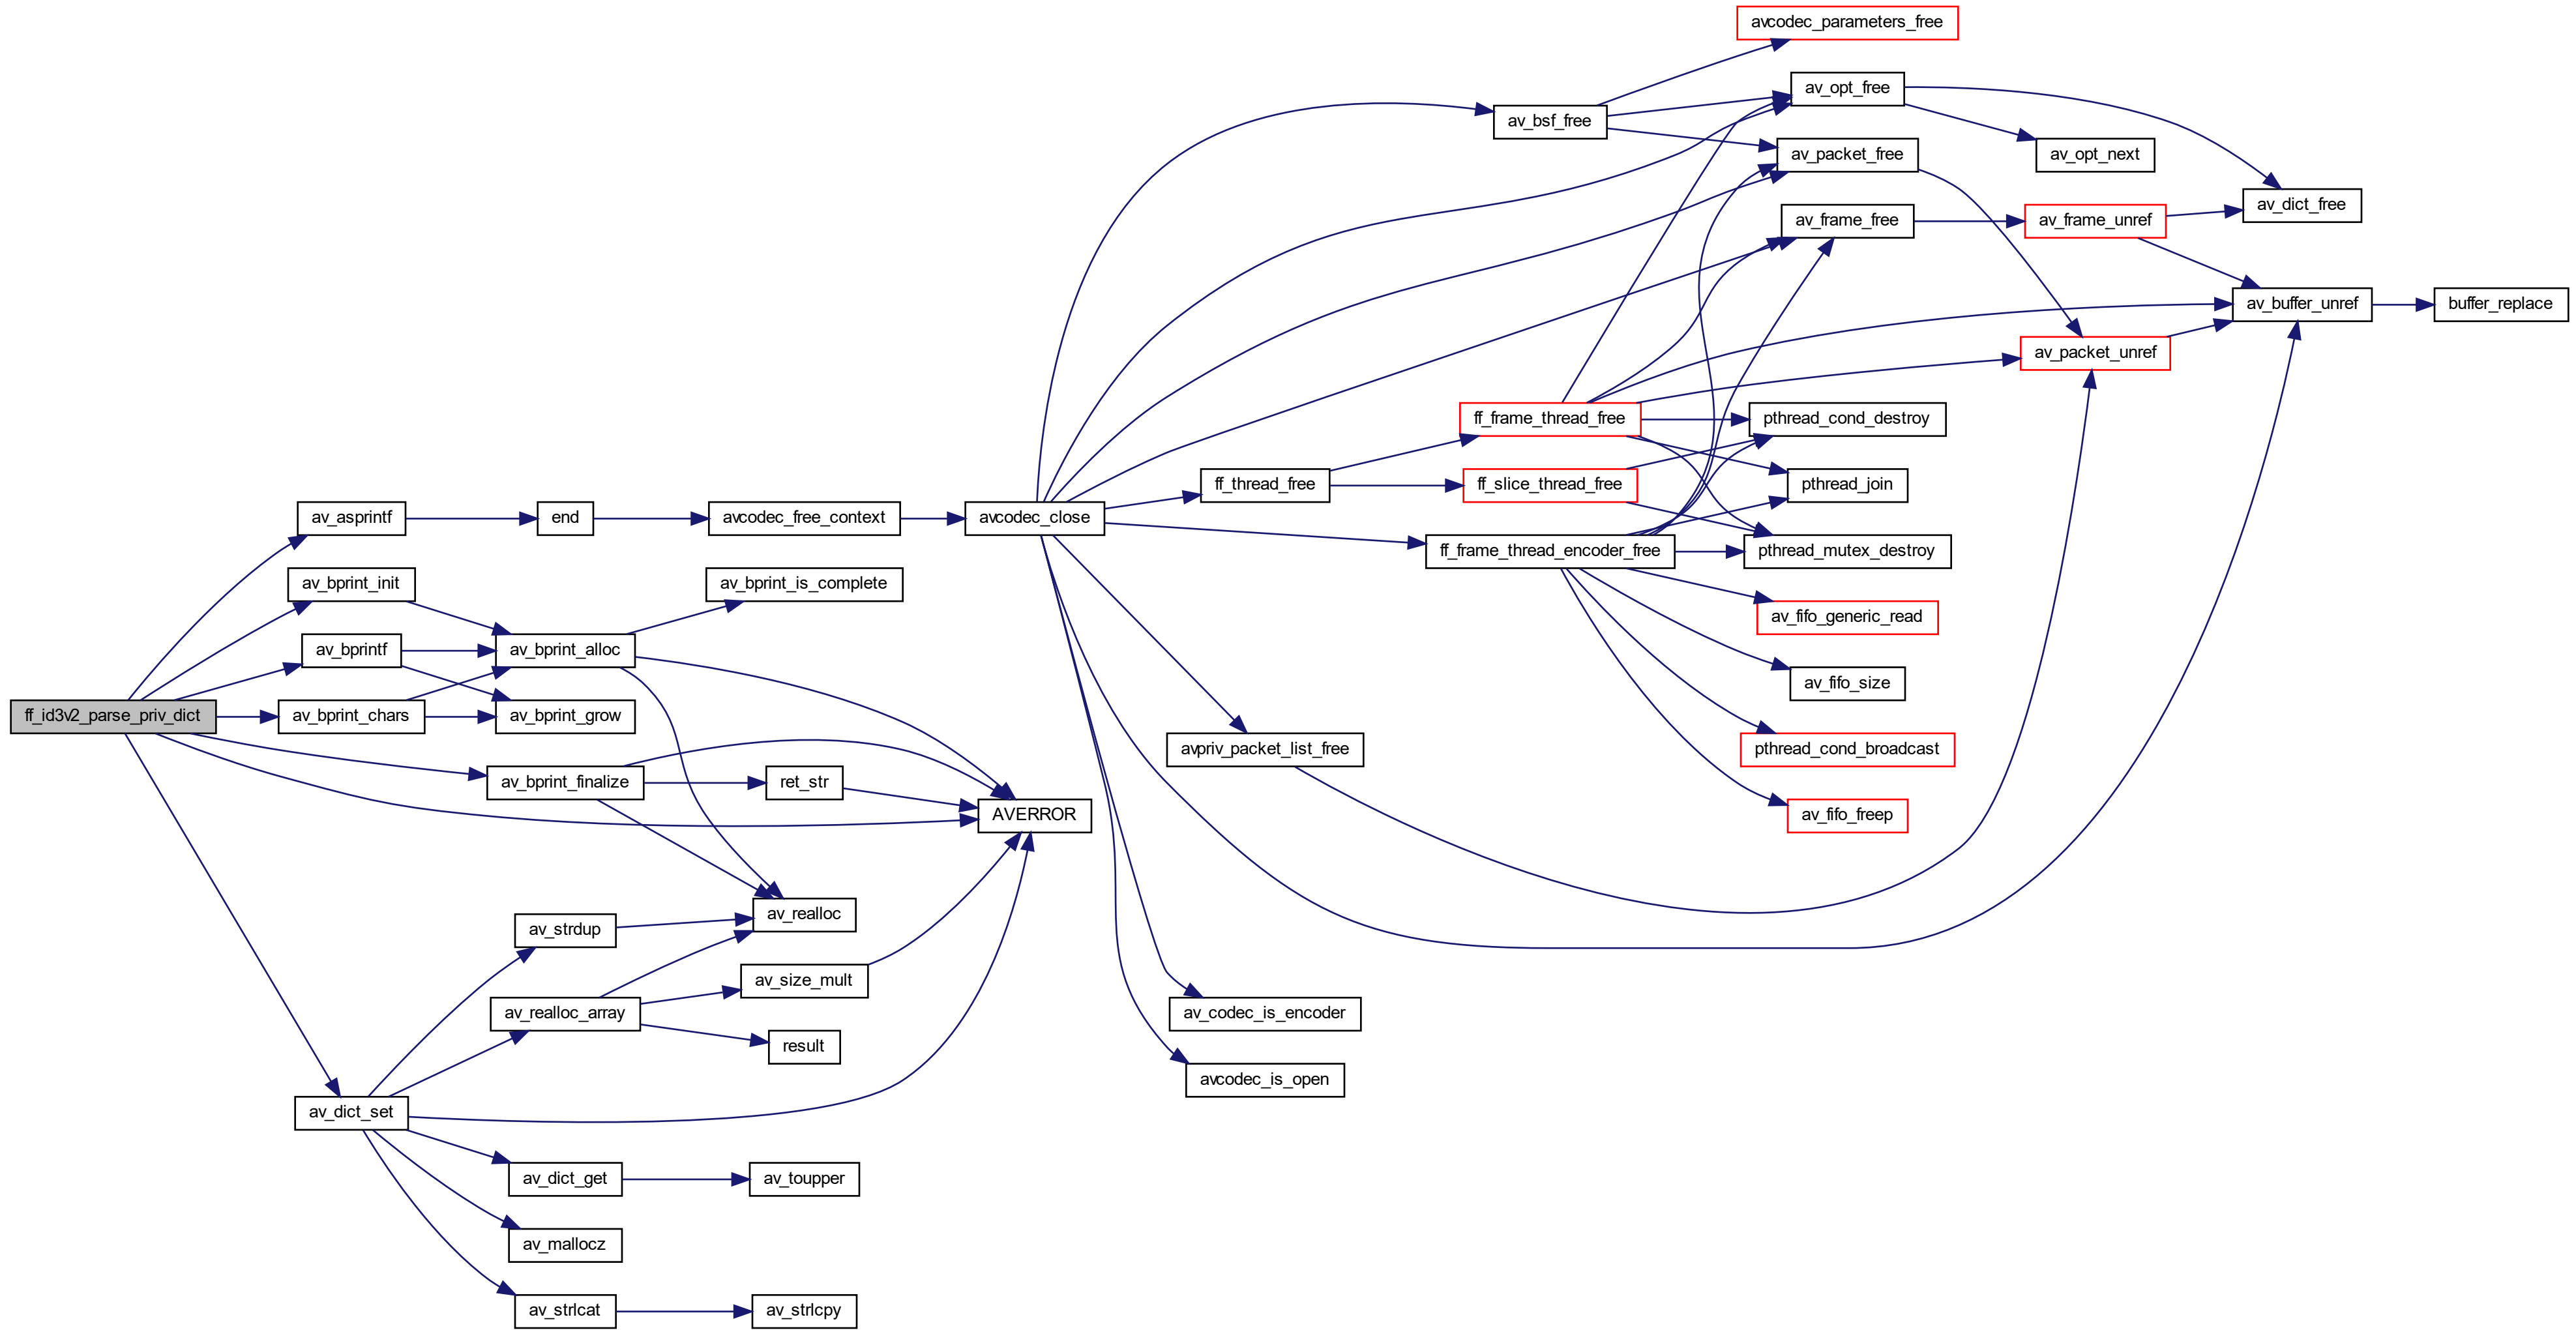 avcodec_parameters_free
av_opt_free
av_bsf_free
av_packet_free
av_opt_next
av_dict_free
av_frame_free
av_frame_unref
av_buffer_unref
buffer_replace
av_packet_unref
ff_frame_thread_free
pthread_cond_destroy
ff_thread_free
ff_slice_thread_free
pthread_join
av_asprintf
end
avcodec_free_context
avcodec_close
ff_frame_thread_encoder_free
pthread_mutex_destroy
av_bprint_init
av_bprint_is_complete
av_fifo_generic_read
av_bprintf
av_bprint_alloc
av_fifo_size
ff_id3v2_parse_priv_dict
av_bprint_chars
av_bprint_grow
avpriv_packet_list_free
pthread_cond_broadcast
av_bprint_finalize
ret_str
AVERROR
av_fifo_freep
av_strdup
av_realloc
av_size_mult
av_realloc_array
av_codec_is_encoder
result
avcodec_is_open
av_dict_set
av_dict_get
av_toupper
av_mallocz
av_strlcat
av_strlcpy